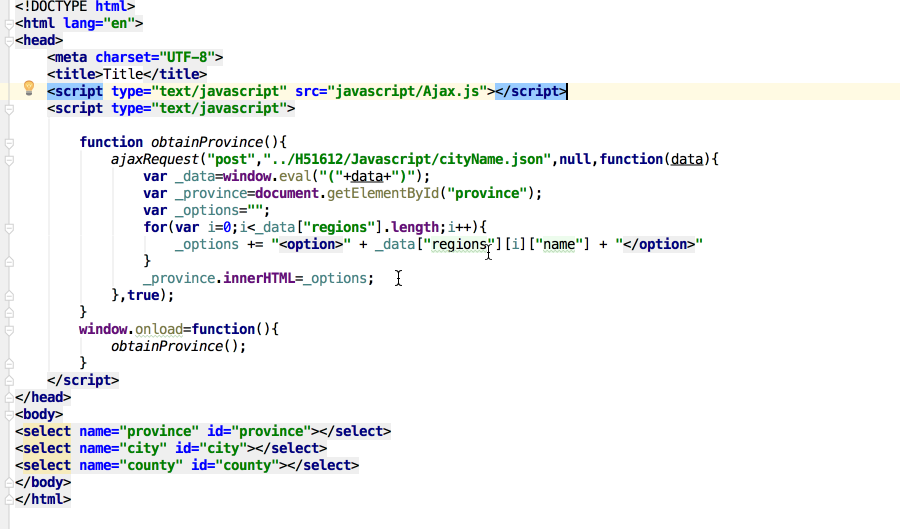 <!DOCTYPE html>
<html lang="en">
<head>
    <meta charset="UTF-8">
    <title>Title</title>
    <script type="text/javascript" src="javascript/Ajax.js"></script>
    <script type="text/javascript">

        function obtainProvince(){
            ajaxRequest("post","../H51612/Javascript/cityName.json",null,function(data){
                var _data=window.eval("("+data+")");
                var _province=document.getElementById("province");
                var _options="";
                for(var i=0;i<_data["regions"].length;i++){
                    _options += "<option>" + _data["regions"][i]["name"] + "</option>"
                }
                _province.innerHTML=_options;
            },true);
        }
        window.onload=function(){
            obtainProvince();
        }
    </script>
</head>
<body>
<select name="province" id="province"></select>
<select name="city" id="city"></select>
<select name="county" id="county"></select>
</body>
</html>